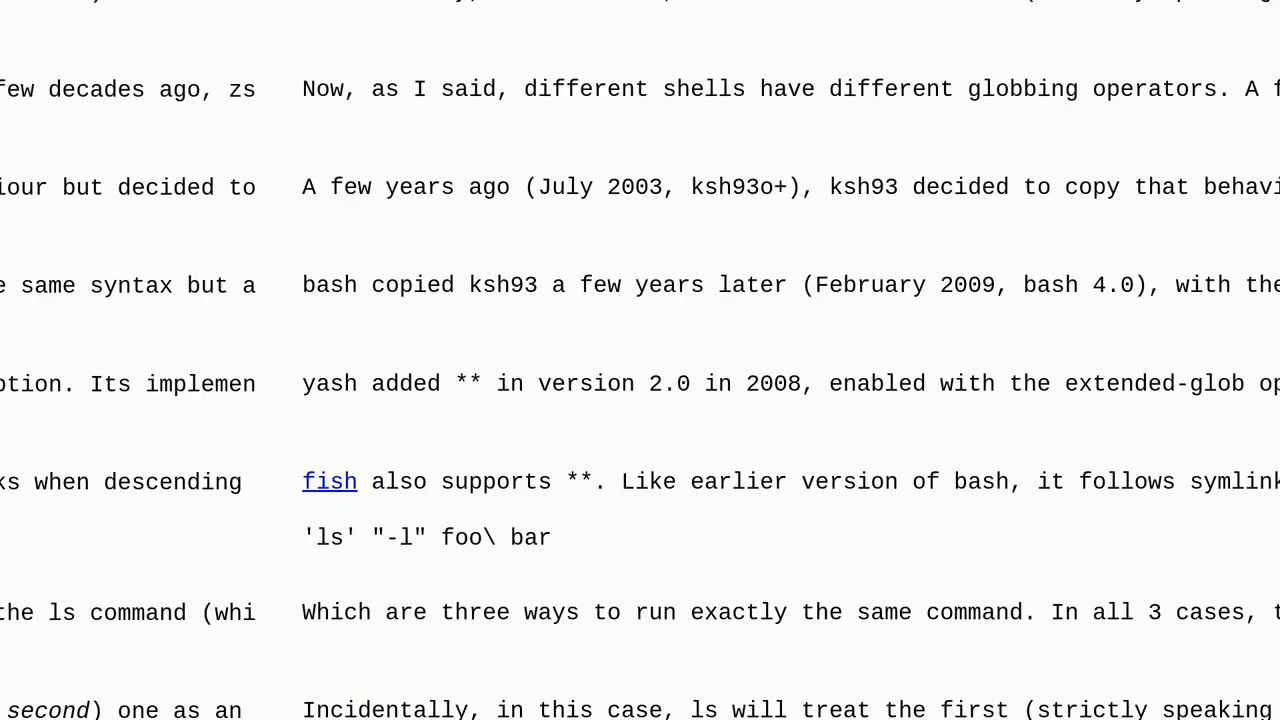 few decades ago, zs Now, as I said, different shells have different globbing operators. A f
iour but decided to A few years ago (July 2003, ksh93o+), ksh93 decided to copy that behavi
e same syntax but a bash copied ksh93 a few years later (February 2009, bash 4.0), with the
ption. Its implemen yash added ** in version 2.0 in 2008, enabled with the extended-glob op
ks when descending fish also supports **. Like earlier version of bash, it follows symlink
'ls' "-l" foo\ bar
the ls command (whi Which are three ways to run exactly the same command. In all 3 cases, t
second) one as an Incidentally, in this case, ls will treat the first (strictly speaking